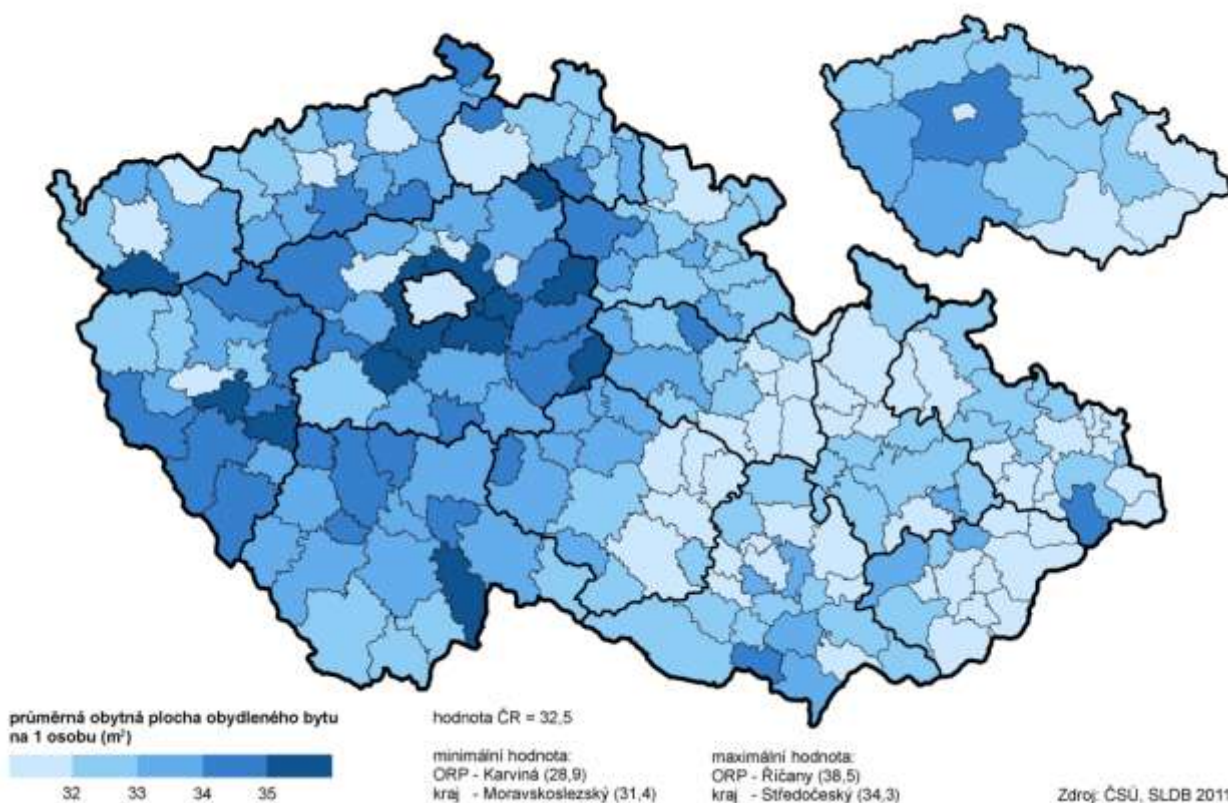 průměrná obytná plocha obydleného bytu
na 1 osobu (m²)
32 33 34 35
hodnota ČR = 32,5
minimální hodnota:
ORP - Karviná (28,9)
kraj - Moravskoslezský (31,4)
maximální hodnota:
ORP - Říčany (38,5)
kraj - Středočeský (34,3)
Zdroj: ČSÚ, SLDB